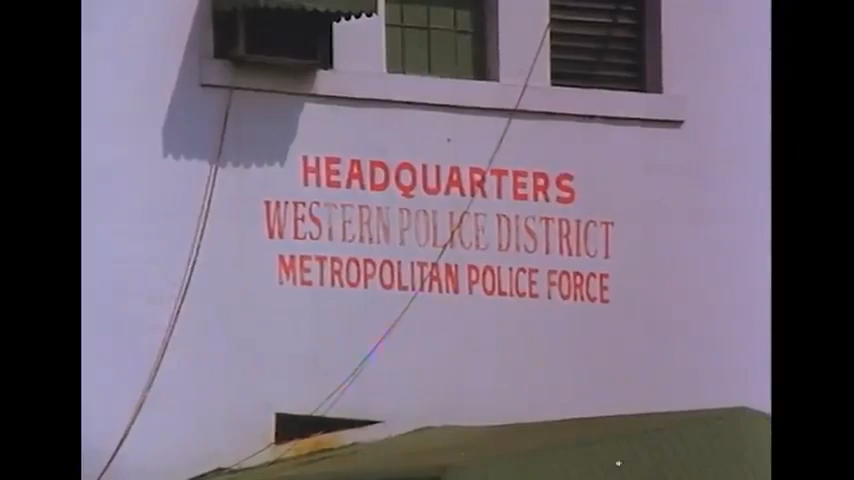 HEADQUARTERS
WESTERN POLICE DISTRICT
METROPOLITAN POLICE FORCE